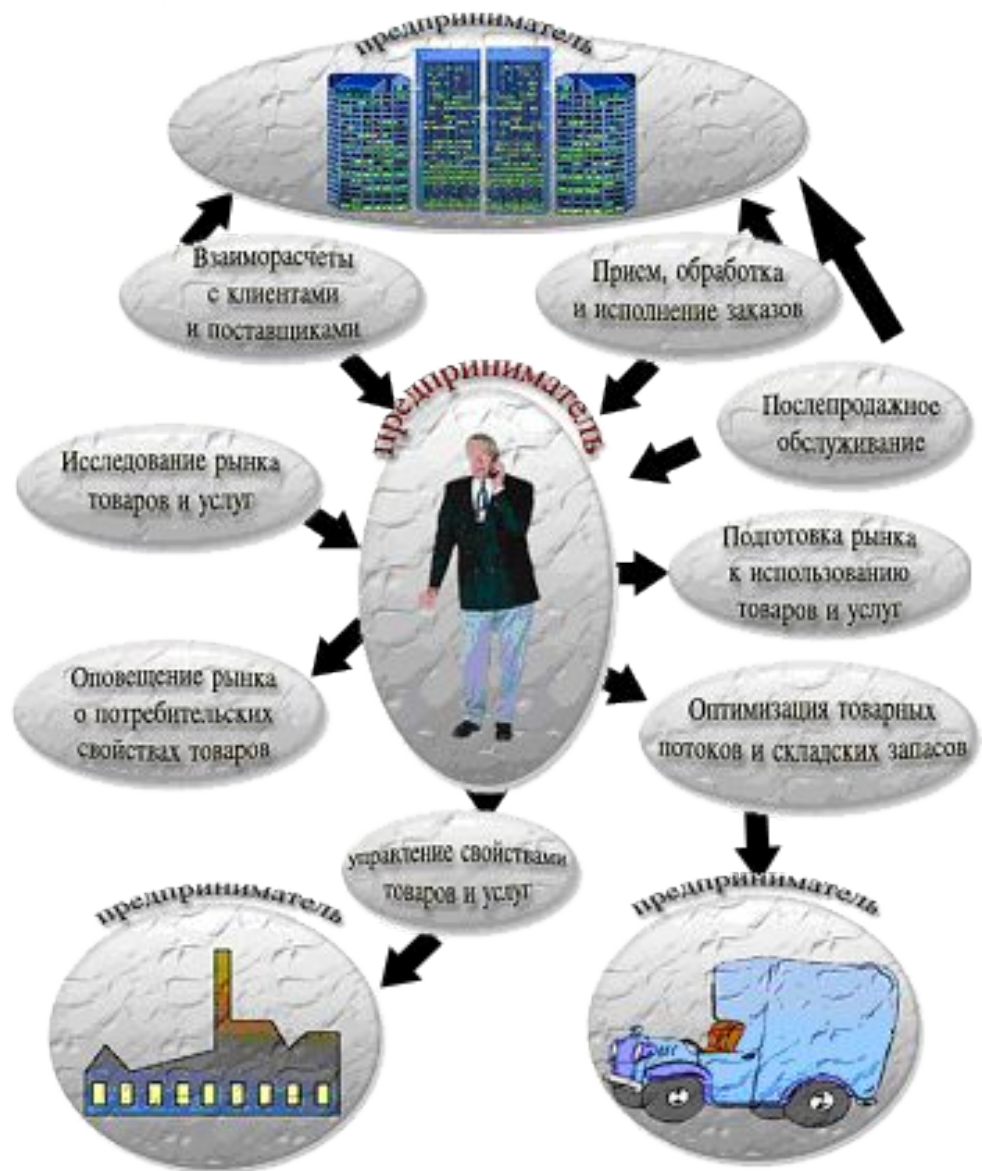 предприниматель
Взаиморасчеты
с клиентами
и поставщиками
Прием, обработка
и исполнение заказов
предприниматель
Послепродажное
обслуживание
Исследование рынка
товаров и услуг
Подготовка рынка
к использованию
товаров и услуг
Оповещение рынка
о потребительских
свойствах товаров
Оптимизация товарных
потоков и складских запасов
управление свойствами
товаров и услуг
предприниматель
предприниматель